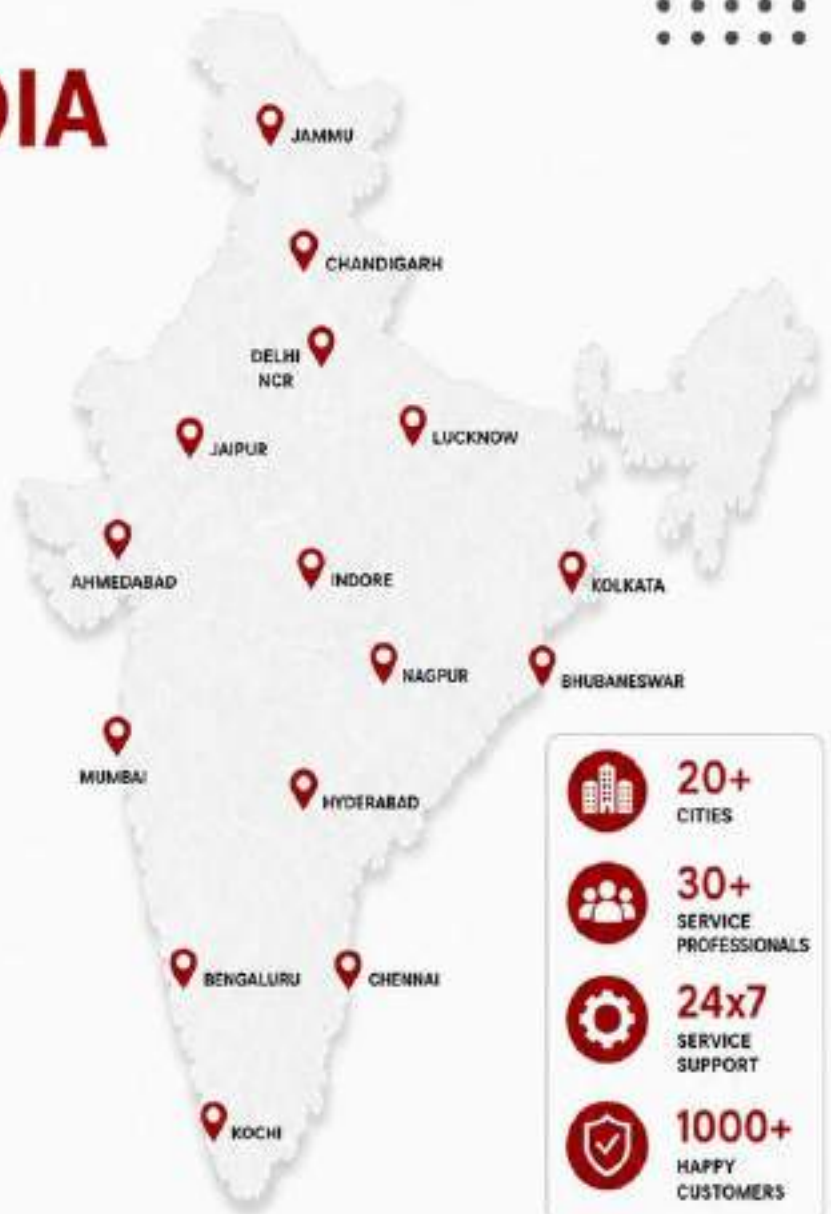 DIA
JAMMU
CHANDIGARH
DELHI
NCR
LUCKNOW
JAIPUR
AHMEDABAD
INDORE
KOLKATA
NAGPUR
BHUBANESWAR
MUMBAI
HYDERABAD
BENGALURU
CHENNAI
KOCHI
20+
CITIES
30+
SERVICE
PROFESSIONALS
24x7
SERVICE
SUPPORT
1000+
HAPPY
CUSTOMERS